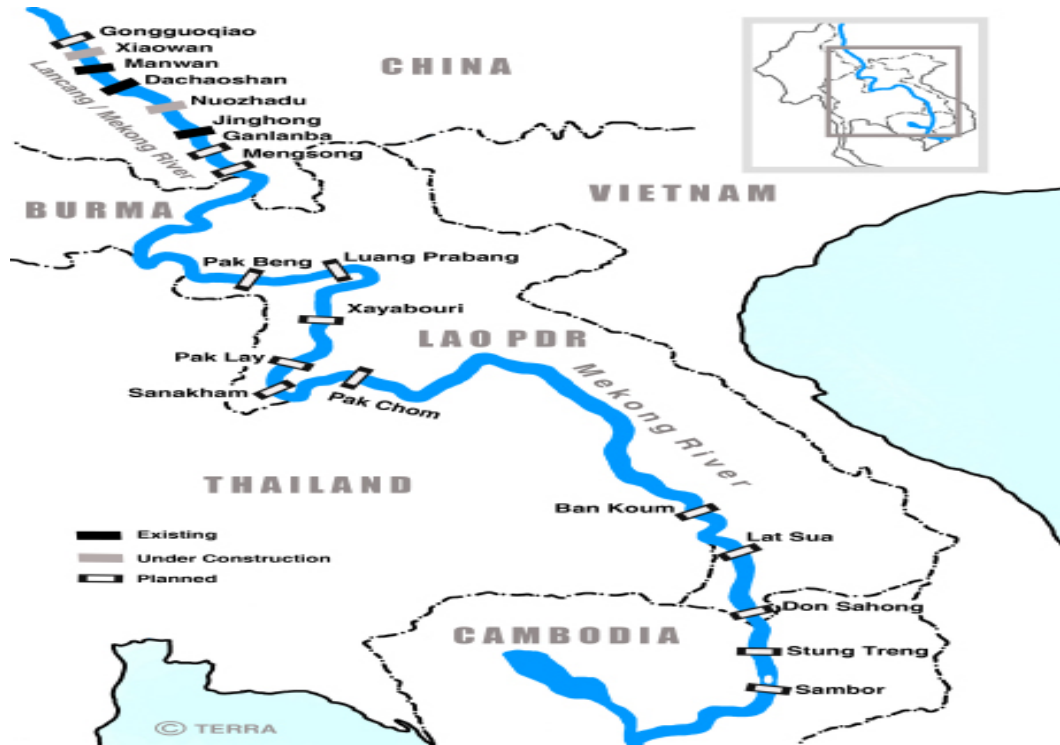 Gongguoqiao
Xiaowan
Manwan
CHINA
Dachaoshan
Nuozhadu
Jinghong
Ganlanba
Mengsong
Lancang / Mekong River
VIETNAM
BURMA
Pak Beng
Luang Prabang
Xayabouri
LAO PDR
Pak Lay
Sanakham
Pak Chom
Mekong River
THAILAND
Ban Koum
Lat Sua
Existing
Under Construction
Planned
Don Sahong
CAMBODIA
Stung Treng
Sambor
© TERRA